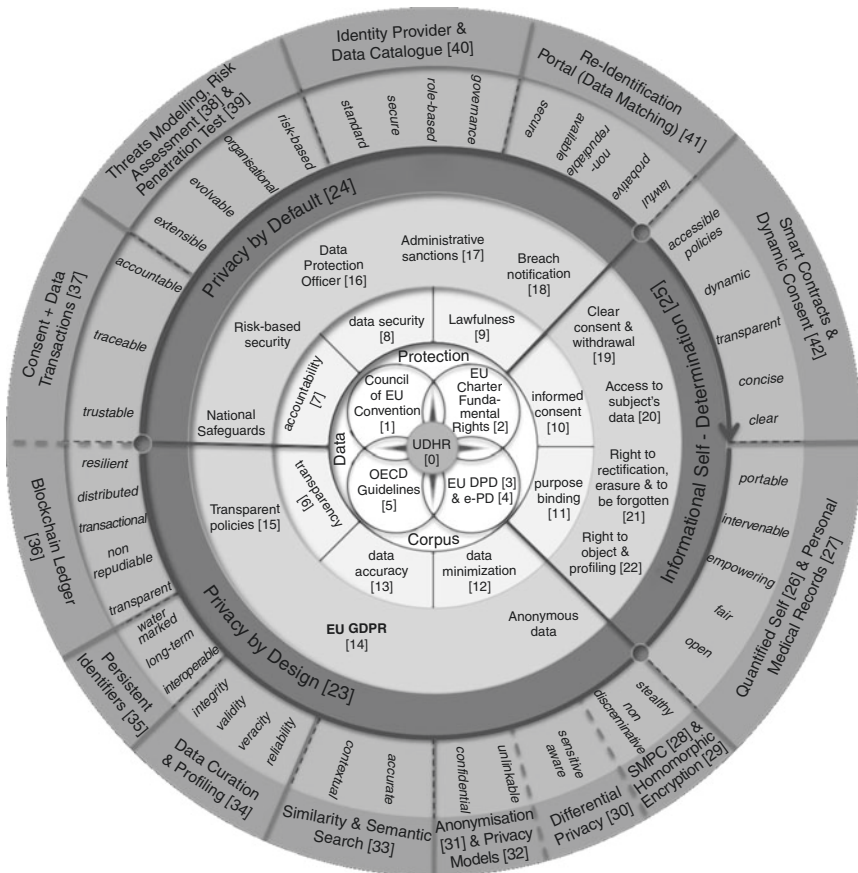 Identity Provider &
Data Catalogue [40]
standard
secure
role-based
governance
Re-Identification
Portal (Data Matching) [41]
secure
available
non-
repudiable
probative
lawful
Smart Contracts &
Dynamic Consent [42]
accessible
policies
dynamic
transparent
concise
clear
Quantified Self [26] & Personal
Medical Records [27]
portable
intervenable
empowering
fair
open
SMPC [28] &
Homomorphic
Encryption [29]
stealthy
non
discriminative
Differential
Privacy [30]
sensitive
aware
Anonymisation
[31] & Privacy
Models [32]
unlinkable
confidential
Similarity & Semantic
Search [33]
accurate
contextual
Data Curation
& Profiling [34]
integrity
validity
veracity
reliability
Persistent
Identifiers [35]
water
marked
long-term
interoperable
Blockchain Ledger
[36]
resilient
distributed
transactional
non
repudiable
transparent
Consent + Data
Transactions [37]
accountable
traceable
trustable
Threats Modelling, Risk
Assessment [38] &
Penetration Test [39]
risk-based
organisational
evolvable
extensible
Privacy by Default [24]
Informational Self - Determination [25]
Privacy by Design [23]
Data
Protection
Officer [16]
Administrative
sanctions [17]
Breach
notification
[18]
Clear
consent &
withdrawal
[19]
Access to
subject's
data [20]
Right to
rectification,
erasure & to
be forgotten
[21]
Right to
object &
profiling [22]
Anonymous
data
EU GDPR
[14]
Transparent
policies [15]
National
Safeguards
Risk-based
security
data security
[8]
Lawfulness
[9]
informed
consent
[10]
purpose
binding
[11]
data
minimization
[12]
data
accuracy
[13]
transparency
[6]
accountability
[7]
Protection
Data
Corpus
Council
of EU
Convention
[1]
EU
Charter
Funda-
mental
Rights [2]
UDHR
[0]
OECD
Guidelines
[5]
EU DPD [3]
& e-PD [4]